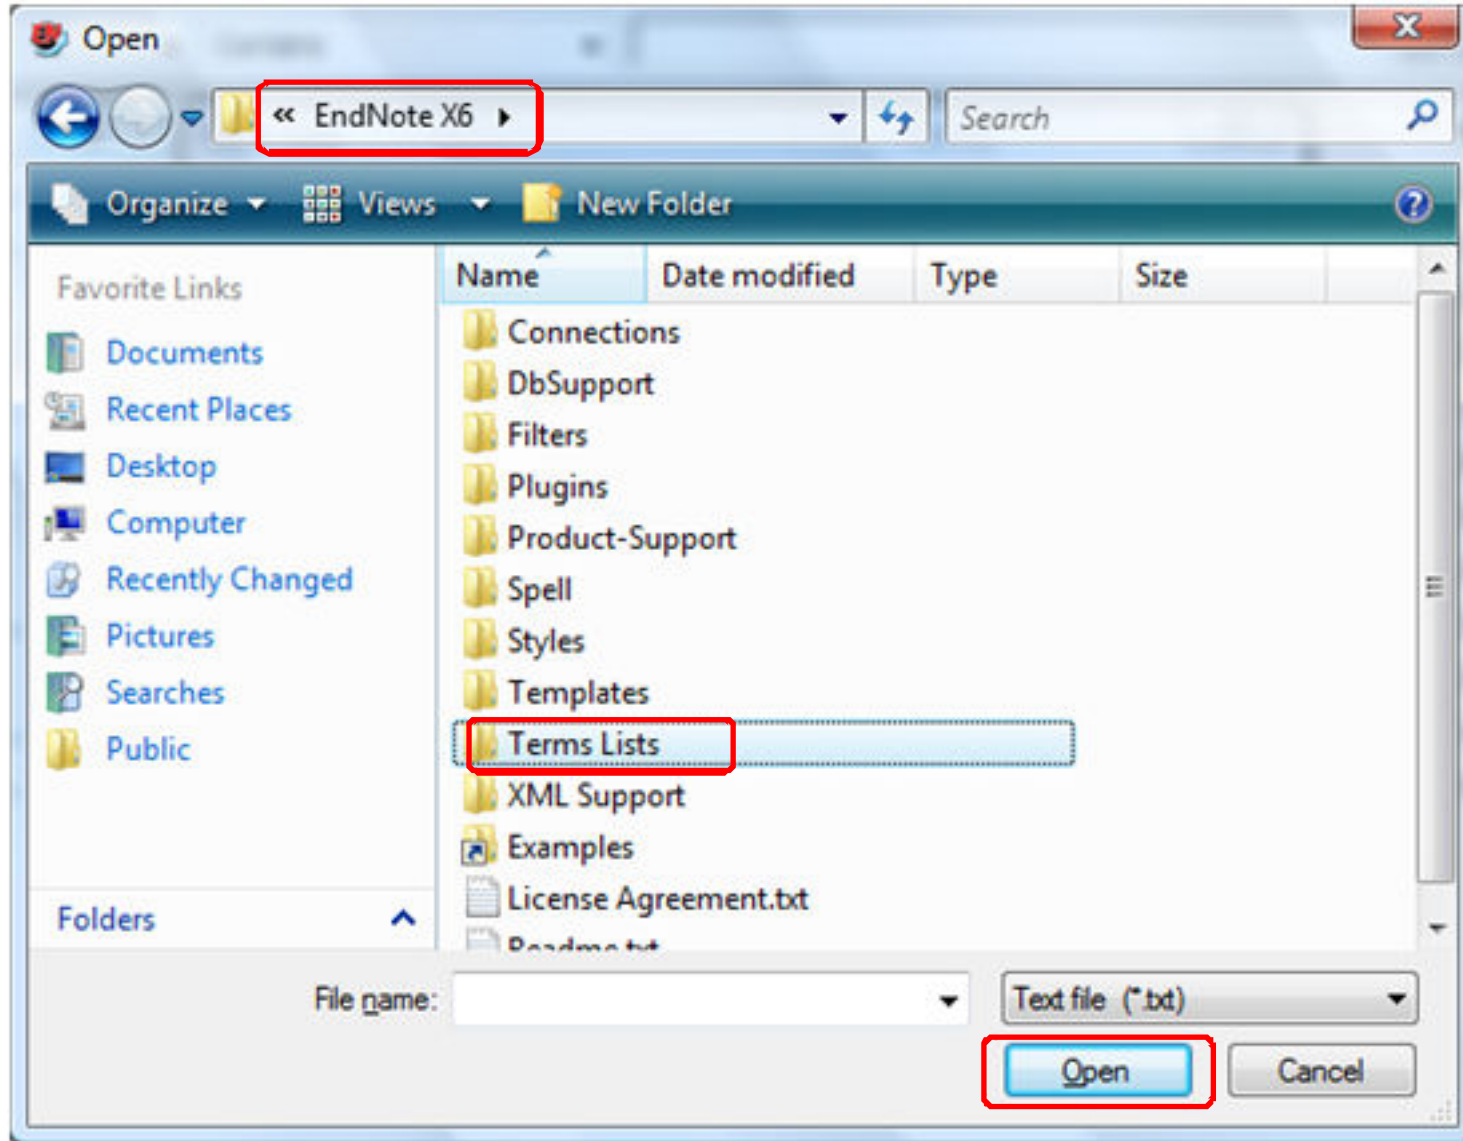 Open
« EndNote X6
Search
Organize Views New Folder
Favorite Links
Documents
Recent Places
Desktop
Computer
Recently Changed
Pictures
Searches
Public
Folders
Name Date modified Type Size
Connections
DbSupport
Filters
Plugins
Product-Support
Spell
Styles
Templates
Terms Lists
XML Support
Examples
License Agreement.txt
Readme.txt
File name:
Text file (*.txt)
Open Cancel